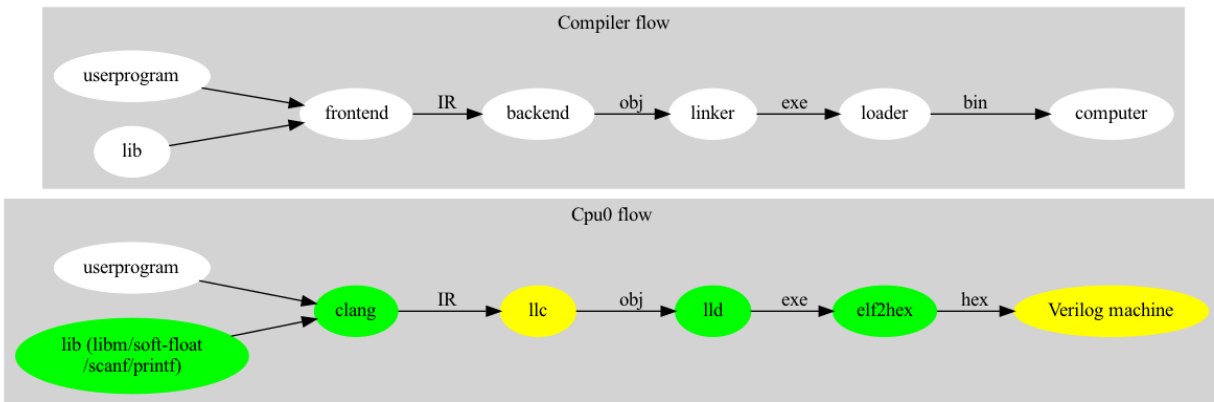 Compiler flow
userprogram
lib
frontend
IR
backend
obj
linker
exe
loader
bin
computer
Cpu0 flow
userprogram
lib (libm/soft-float
/scanf/printf)
clang
IR
llc
obj
lld
exe
elf2hex
hex
Verilog machine